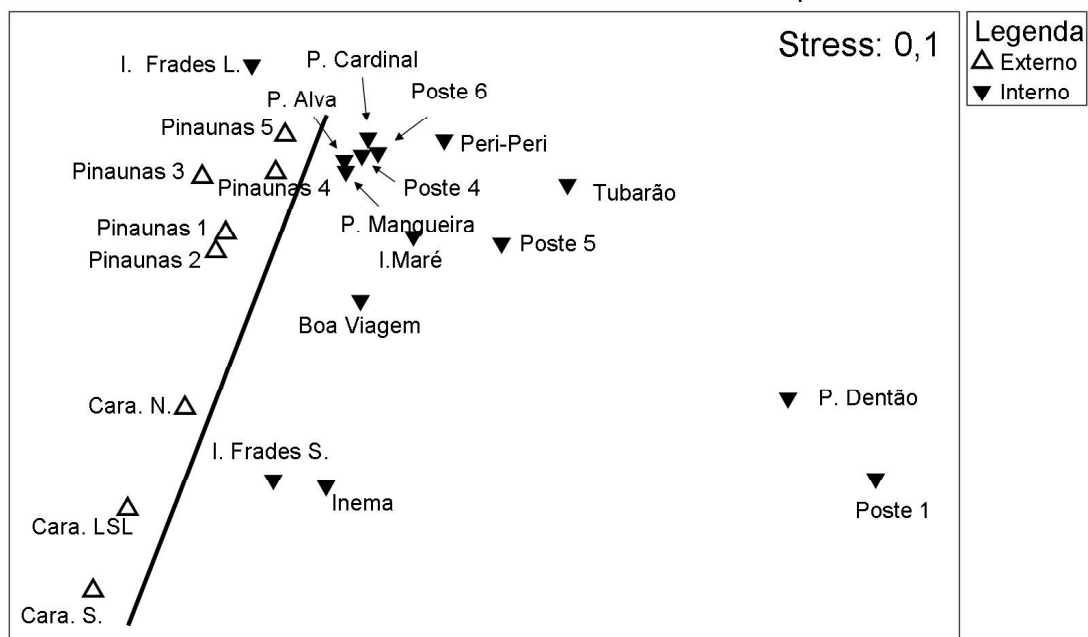 Stress: 0,1
Legenda
Externo
Interno
I. Frades L.
P. Cardinal
P. Alva
Poste 6
Pinaunas 5
Peri-Peri
Pinaunas 3
Pinaunas 4
Poste 4
Tubarão
Pinaunas 1
P. Mangueira
Pinaunas 2
I.Maré
Poste 5
Boa Viagem
Cara. N.
P. Dentão
I. Frades S.
Inema
Cara. LSL
Poste 1
Cara. S.